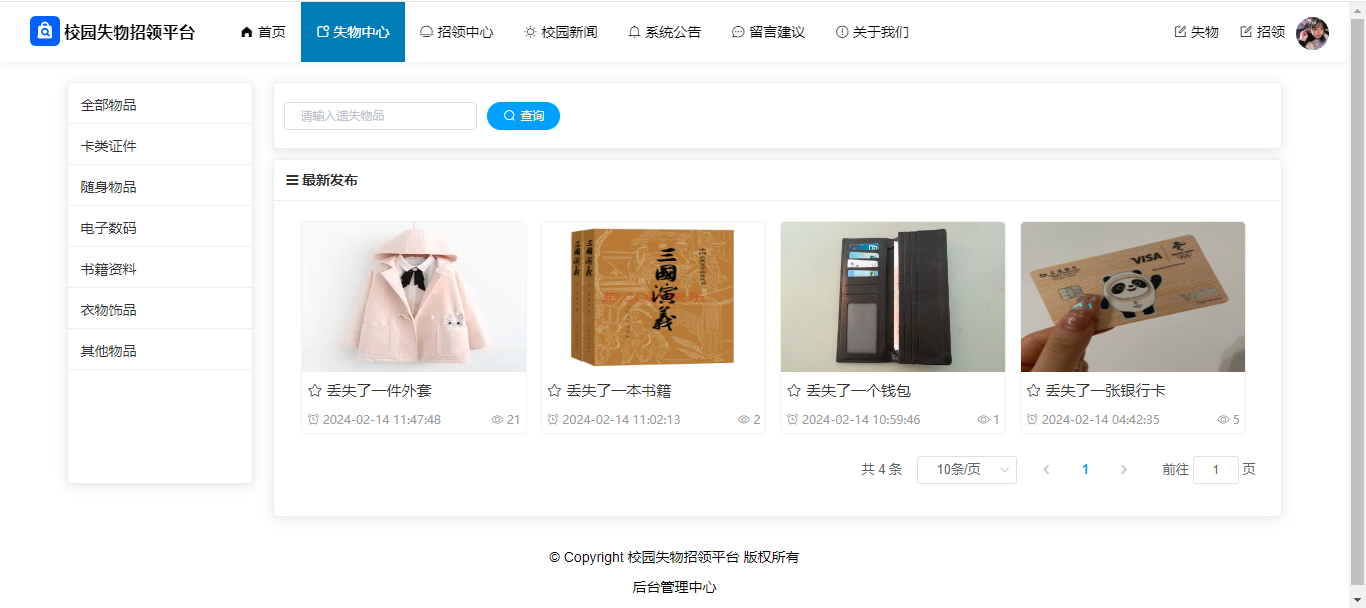 校园失物招领平台 首页 失物中心 招领中心 校园新闻 系统公告 留言建议 关于我们 失物 招领
全部物品
卡类证件
随身物品
电子数码
书籍资料
衣物饰品
其他物品
请输入遗失物品 查询
最新发布
三國演義
VISA
VISA
丢失了一件外套
2024-02-14 11:47:48 21
丢失了一本书籍
2024-02-14 11:02:13 2
丢失了一个钱包
2024-02-14 10:59:46 1
丢失了一张银行卡
2024-02-14 04:42:35 5
共 4 条 10条/页 1 前往 1 页
© Copyright 校园失物招领平台 版权所有
后台管理中心